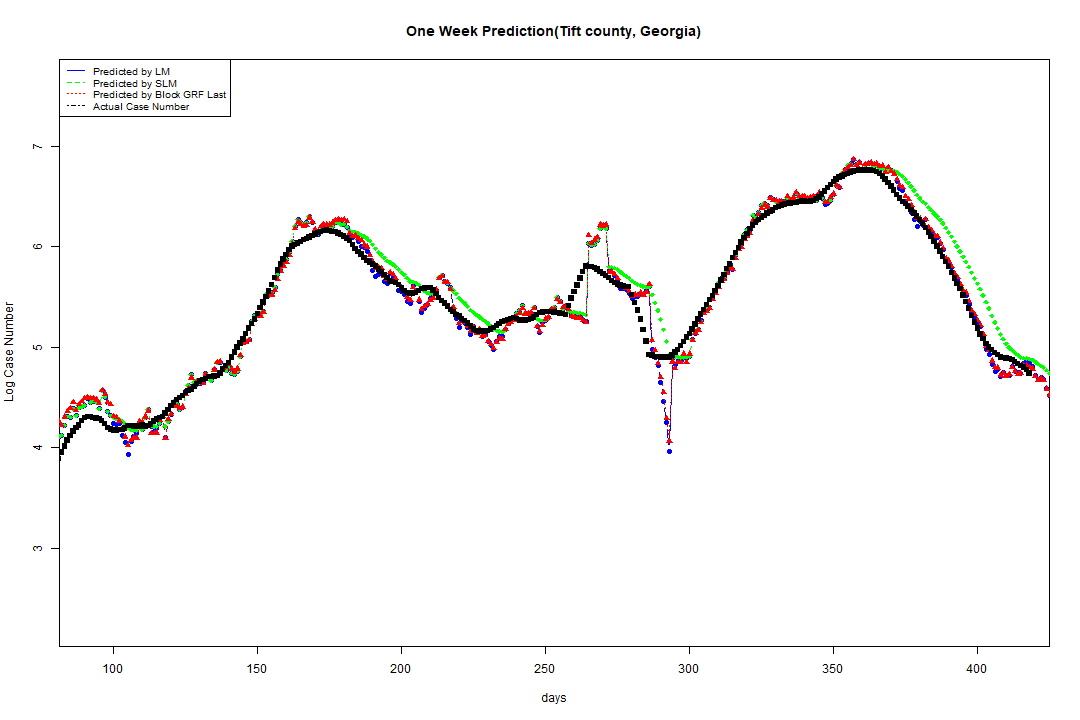 One Week Prediction(Tift county, Georgia)
Predicted by LM
Predicted by SLM
Predicted by Block GRF Last
Actual Case Number
Log Case Number
7
6
5
4
3
100 150 200 250 300 350 400
days